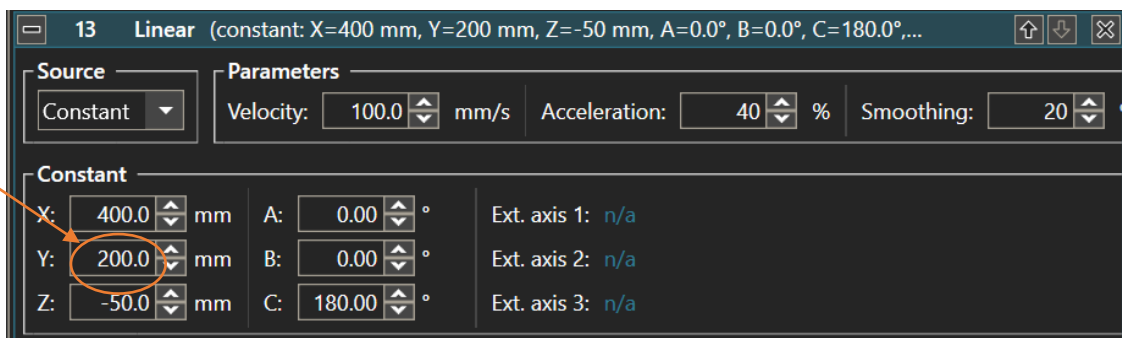 13 Linear (constant: X=400 mm, Y=200 mm, Z=-50 mm, A=0.0°, B=0.0°, C=180.0°,...
Source Parameters
Constant Velocity: 100.0 mm/s Acceleration: 40 % Smoothing: 20
Constant
X: 400.0 mm A: 0.00 ° Ext. axis 1: n/a
Y: 200.0 mm B: 0.00 ° Ext. axis 2: n/a
Z: -50.0 mm C: 180.00 ° Ext. axis 3: n/a